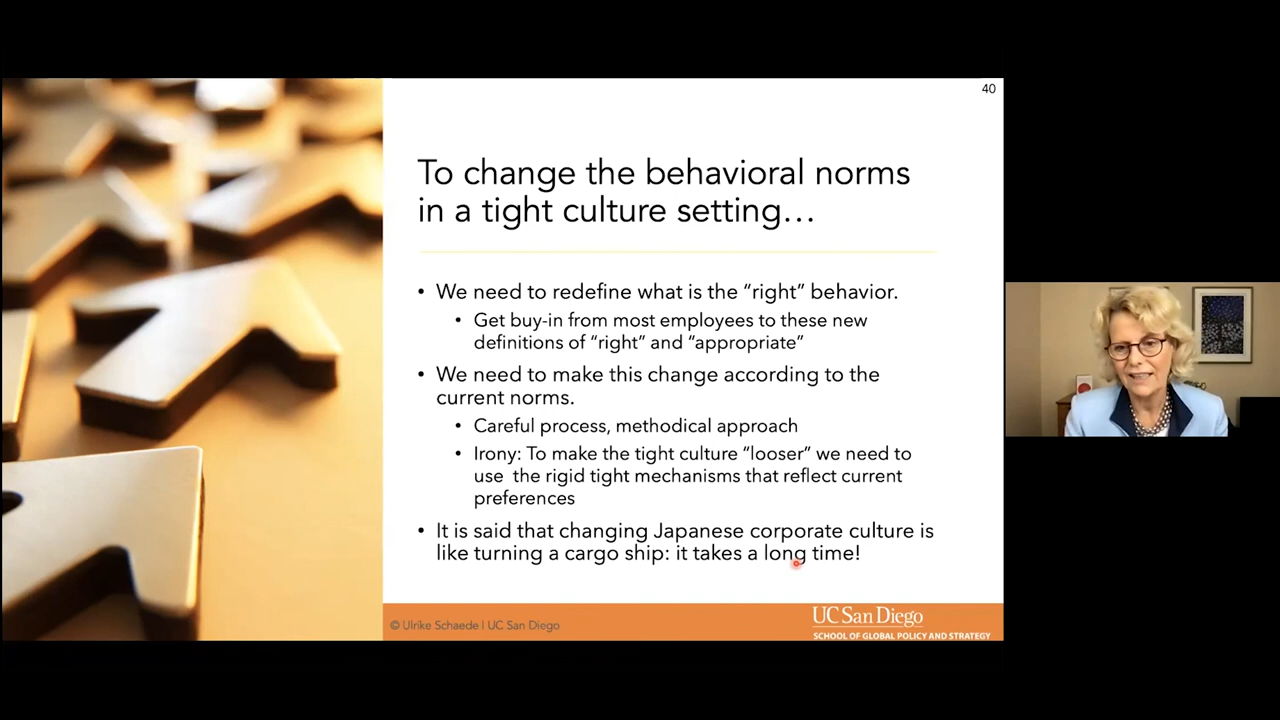 40
To change the behavioral norms
in a tight culture setting…
• We need to redefine what is the “right” behavior.
• Get buy-in from most employees to these new
definitions of “right” and “appropriate”
• We need to make this change according to the
current norms.
• Careful process, methodical approach
• Irony: To make the tight culture “looser” we need to
use the rigid tight mechanisms that reflect current
preferences
• It is said that changing Japanese corporate culture is
like turning a cargo ship: it takes a long time!
© Ulrike Schaede | UC San Diego
UC San Diego
SCHOOL OF GLOBAL POLICY AND STRATEGY